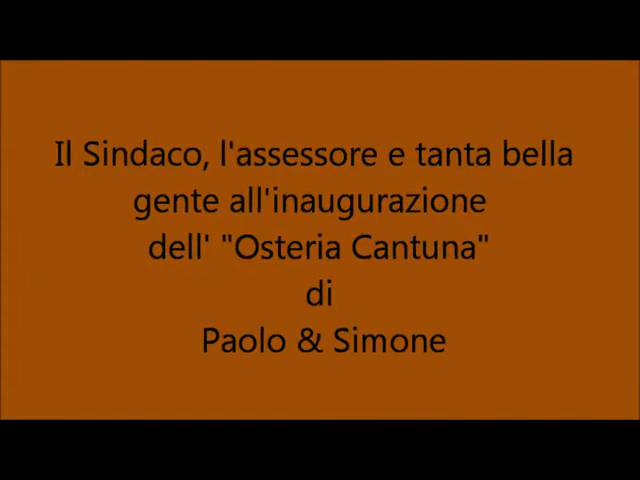 Il Sindaco, l'assessore e tanta bella
gente all'inaugurazione
dell' "Osteria Cantuna"
di
Paolo & Simone